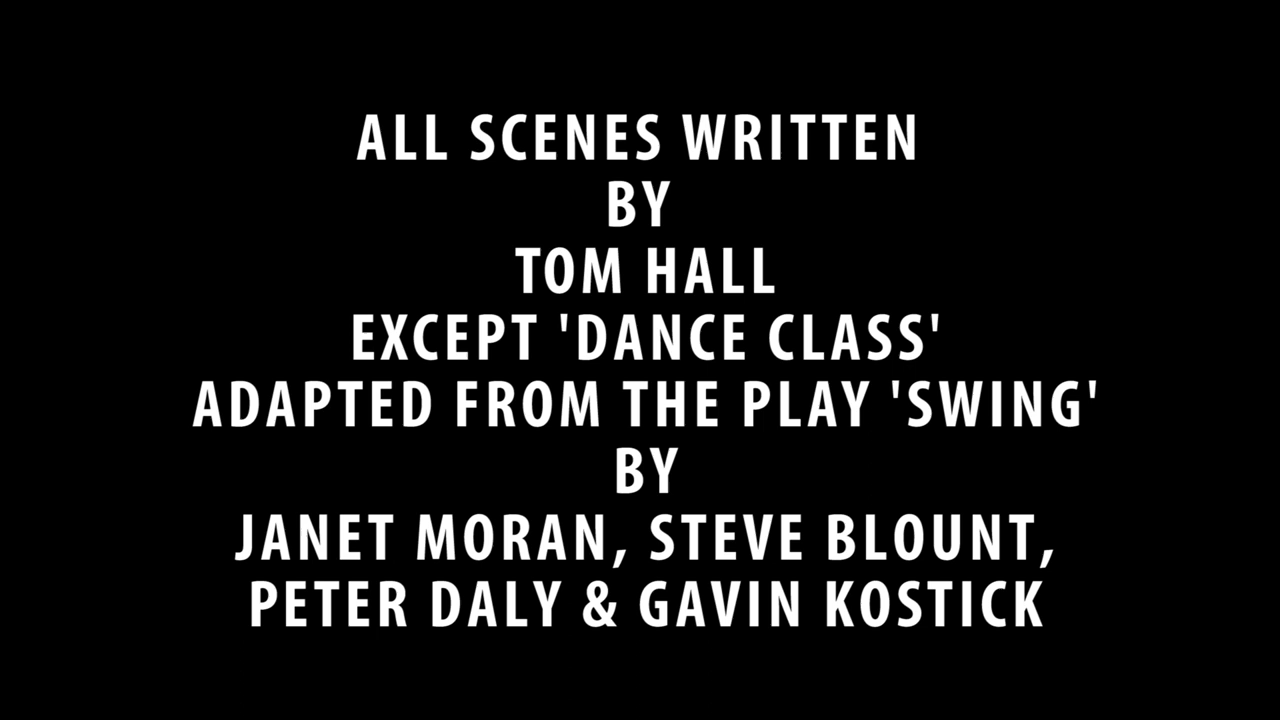 ALL SCENES WRITTEN
BY
TOM HALL
EXCEPT 'DANCE CLASS'
ADAPTED FROM THE PLAY 'SWING'
BY
JANET MORAN, STEVE BLOUNT,
PETER DALY & GAVIN KOSTICK